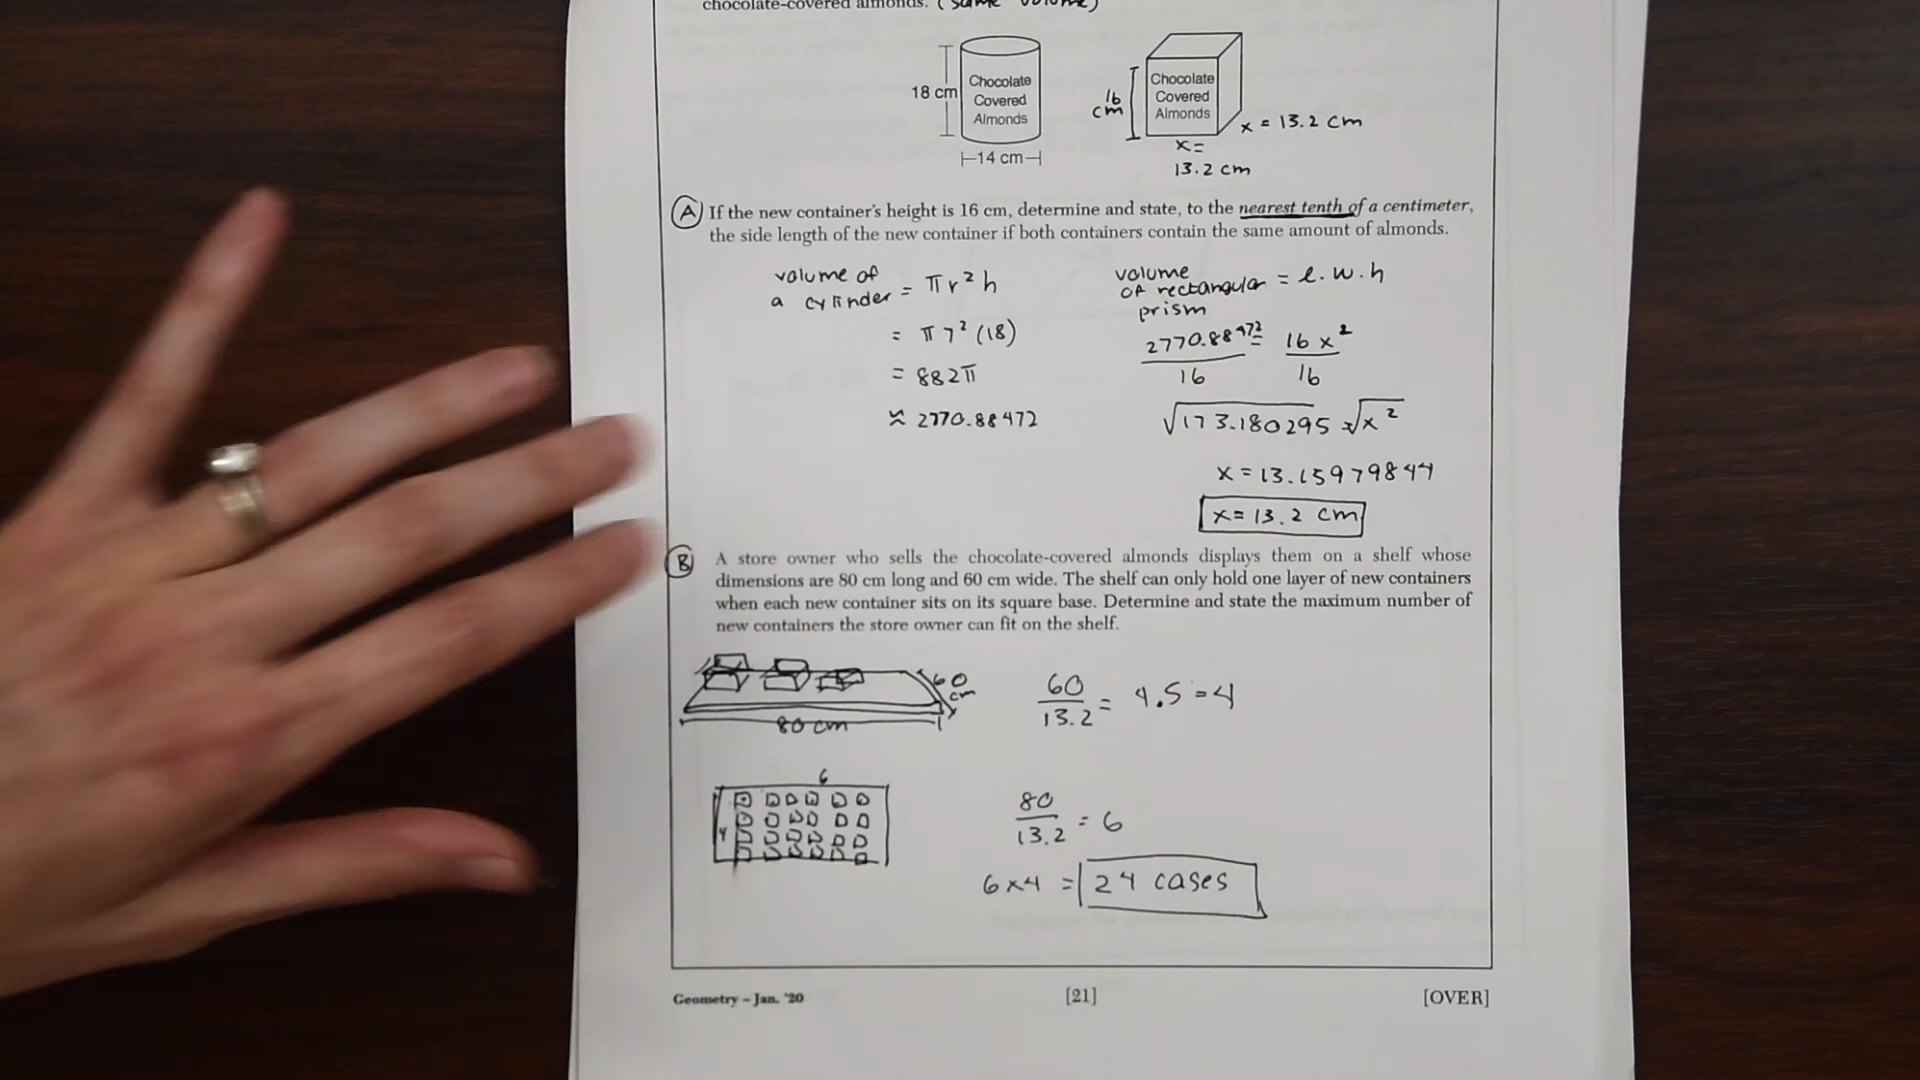 chocolate-covered almonds. (same volume)
18 cm
Chocolate
Covered
Almonds
14 cm
16
cm
Chocolate
Covered
Almonds
x = 13.2 cm
x =
13.2 cm
A If the new container's height is 16 cm, determine and state, to the nearest tenth of a centimeter,
the side length of the new container if both containers contain the same amount of almonds.
volume of
a cylinder = πr²h
= π7²(18)
= 882π
≈ 2770.88472
volume
of rectangular = l.w.h
prism
2770.88472 = 16x²
16 16
√173.180295 = √x²
x = 13.15979844
x = 13.2 cm
B A store owner who sells the chocolate-covered almonds displays them on a shelf whose
dimensions are 80 cm long and 60 cm wide. The shelf can only hold one layer of new containers
when each new container sits on its square base. Determine and state the maximum number of
new containers the store owner can fit on the shelf.
60
cm
80 cm
60
13.2 = 4.5 = 4
6
4
80
13.2 = 6
6x4 = 24 cases
Geometry – Jan. '20
[21]
[OVER]